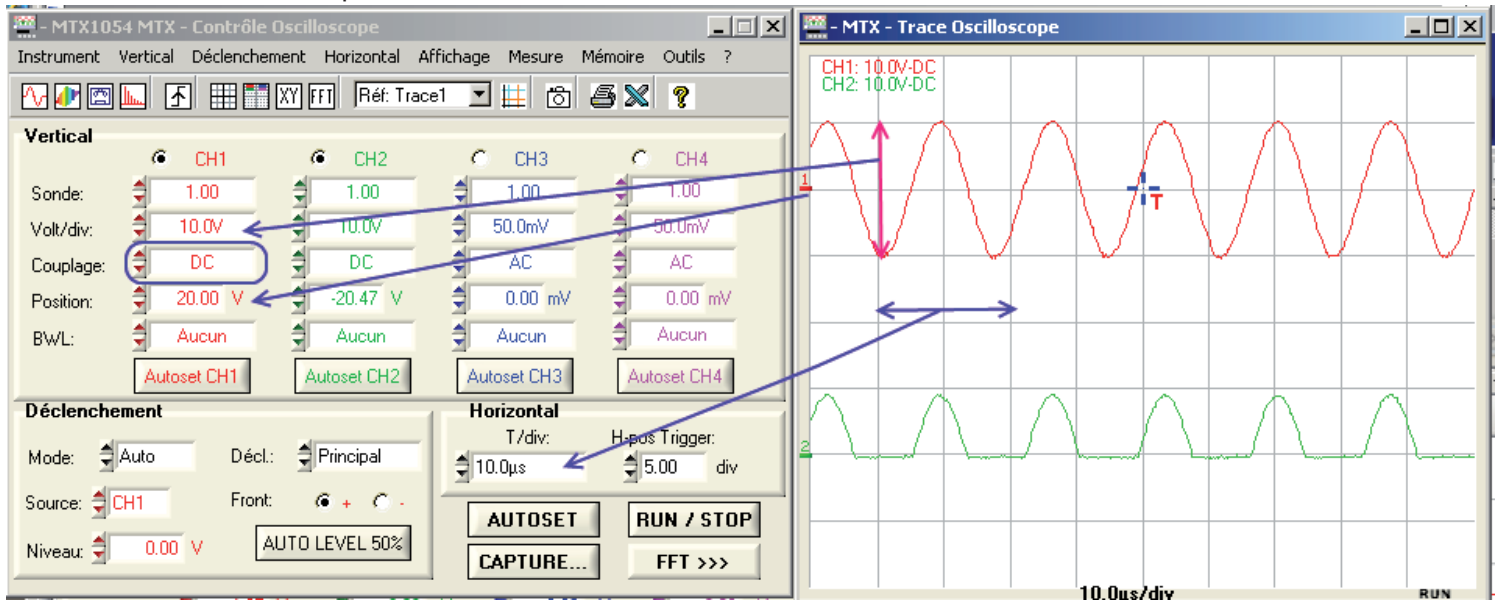 - MTX1054 MTX - Contrôle Oscilloscope
Instrument Vertical Déclenchement Horizontal Affichage Mesure Mémoire Outils ?
XY FFT Réf: Trace1
Vertical
CH1 CH2 CH3 CH4
Sonde: 1.00 1.00 1.00 1.00
Volt/div: 10.0V 10.0V 50.0mV 50.0mV
Couplage: DC DC AC AC
Position: 20.00 V -20.47 V 0.00 mV 0.00 mV
BWL: Aucun Aucun Aucun Aucun
Autoset CH1 Autoset CH2 Autoset CH3 Autoset CH4
Déclenchement
Mode: Auto Décl.: Principal
Source: CH1 Front: + -
Niveau: 0.00 V AUTO LEVEL 50%
Horizontal
T/div: H-pos Trigger:
10.0µs 5.00 div
AUTOSET RUN / STOP
CAPTURE... FFT >>>
- MTX - Trace Oscilloscope
CH1: 10.0V-DC
CH2: 10.0V-DC
1
T
2
10.0us/div RUN